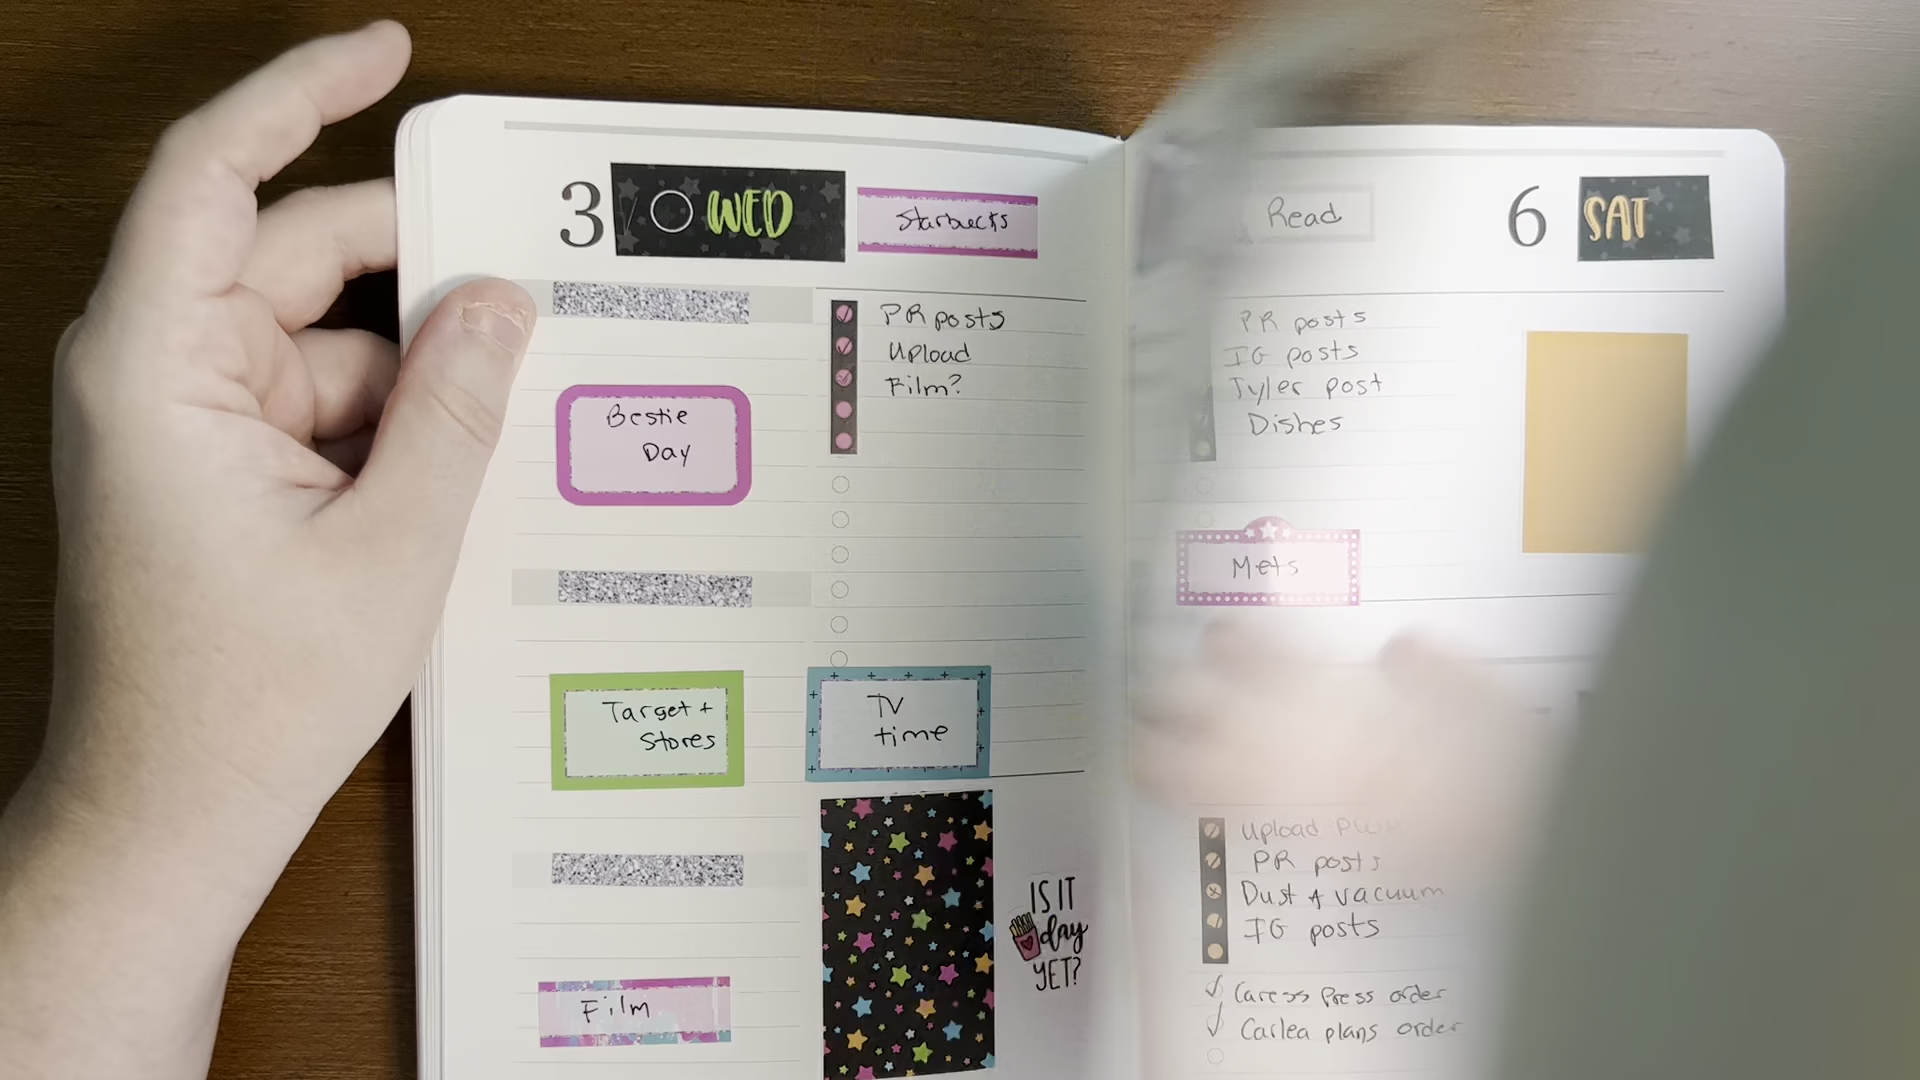 3 WED
Starbucks
PR posts
Upload
Film?
Bestie
Day
Target +
Stores
TV
time
IS IT
day
YET?
Film
Read
6 SAT
PR posts
IG posts
Tyler post
Dishes
Mets
Upload
PR posts
Dust + vacuum
IG posts
Caress Press order
Carlea plans order